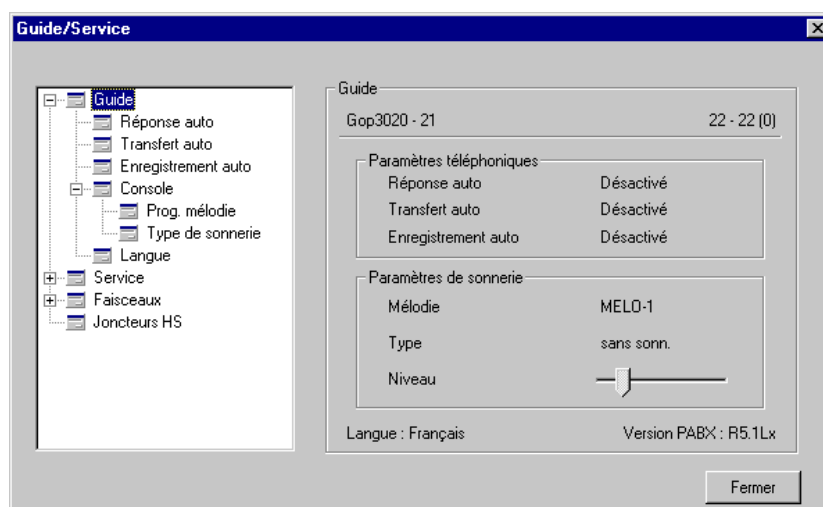 Guide/Service
Guide
Réponse auto
Transfert auto
Enregistrement auto
Console
Prog. mélodie
Type de sonnerie
Langue
Service
Faisceaux
Joncteurs HS
Guide
Gop3020 - 21 22 - 22 (0)
Paramètres téléphoniques
Réponse auto Désactivé
Transfert auto Désactivé
Enregistrement auto Désactivé
Paramètres de sonnerie
Mélodie MELO-1
Type sans sonn.
Niveau
Langue : Français Version PABX : R5.1Lx
Fermer